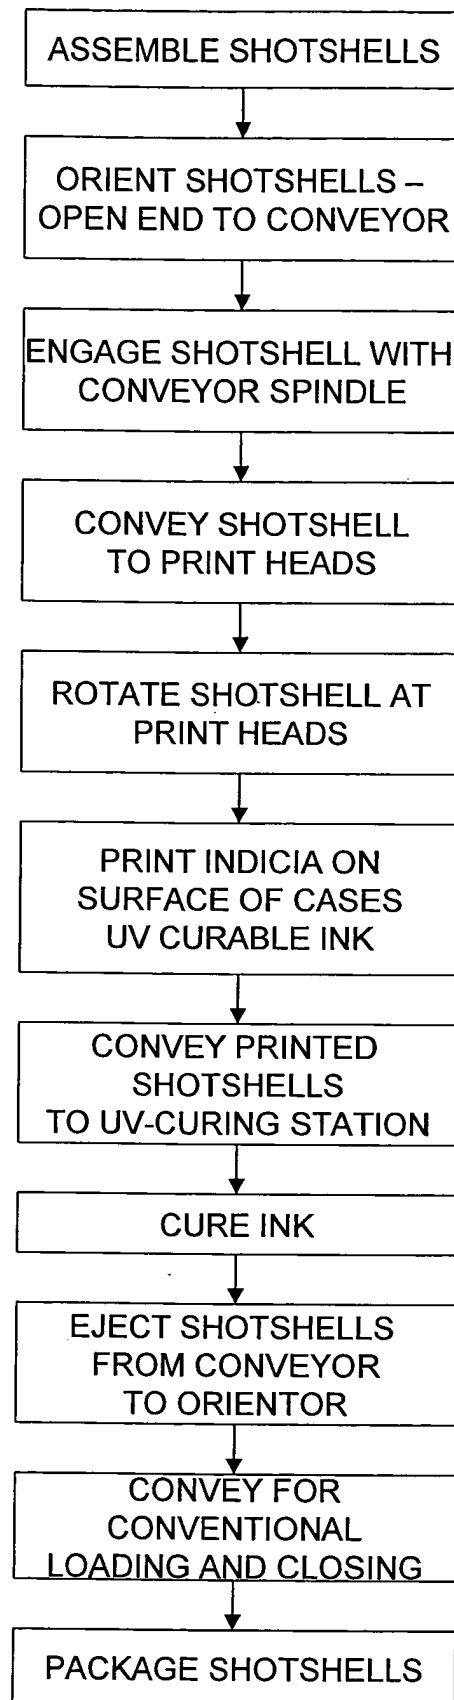 ASSEMBLE SHOTSHELLS
ORIENT SHOTSHELLS –
OPEN END TO CONVEYOR
ENGAGE SHOTSHELL WITH
CONVEYOR SPINDLE
CONVEY SHOTSHELL
TO PRINT HEADS
ROTATE SHOTSHELL AT
PRINT HEADS
PRINT INDICIA ON
SURFACE OF CASES
UV CURABLE INK
CONVEY PRINTED
SHOTSHELLS
TO UV-CURING STATION
CURE INK
EJECT SHOTSHELLS
FROM CONVEYOR
TO ORIENTOR
CONVEY FOR
CONVENTIONAL
LOADING AND CLOSING
PACKAGE SHOTSHELLS